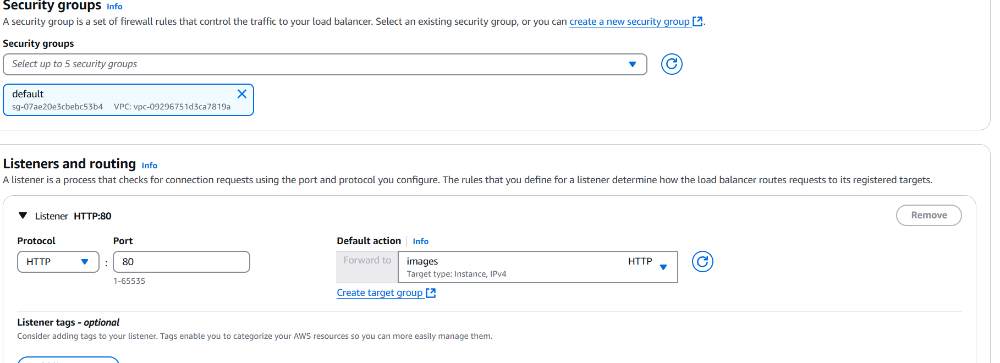 Security groups Info
A security group is a set of firewall rules that control the traffic to your load balancer. Select an existing security group, or you can create a new security group.
Security groups
Select up to 5 security groups
default
sg-07ae20e3cbebc53b4 VPC: vpc-09296751d3ca7819a
Listeners and routing Info
A listener is a process that checks for connection requests using the port and protocol you configure. The rules that you define for a listener determine how the load balancer routes requests to its registered targets.
Listener HTTP:80
Remove
Protocol Port Default action Info
HTTP : 80 Forward to images HTTP
Target type: Instance, IPv4
1-65535
Create target group
Listener tags - optional
Consider adding tags to your listener. Tags enable you to categorize your AWS resources so you can more easily manage them.